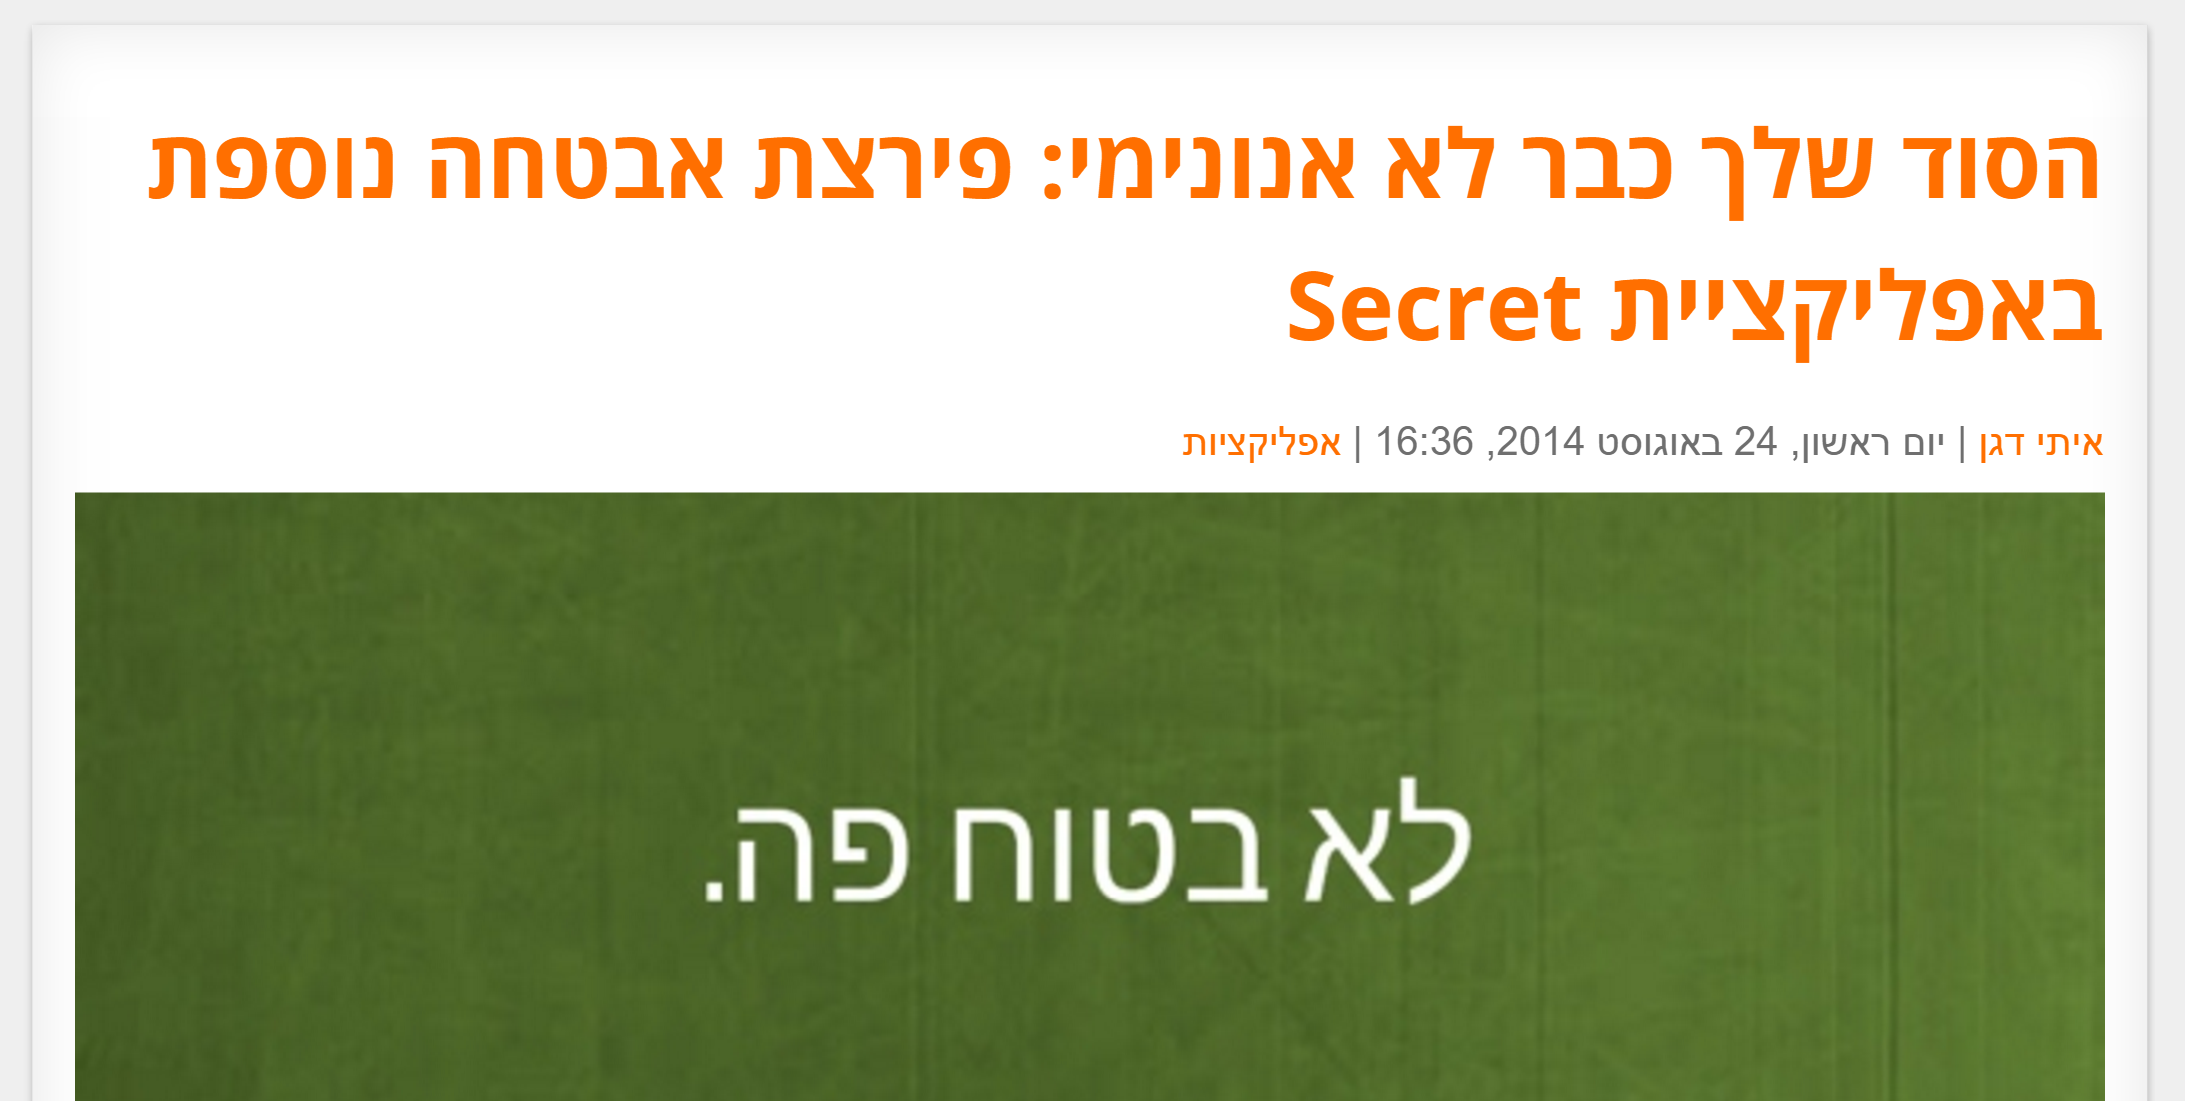 הסוד שלך כבר לא אנונימי: פירצת אבטחה נוספת
באפליקציית Secret
איתי דגן | יום ראשון, 24 באוגוסט 2014, 16:36 | אפליקציות
לא בטוח פה.